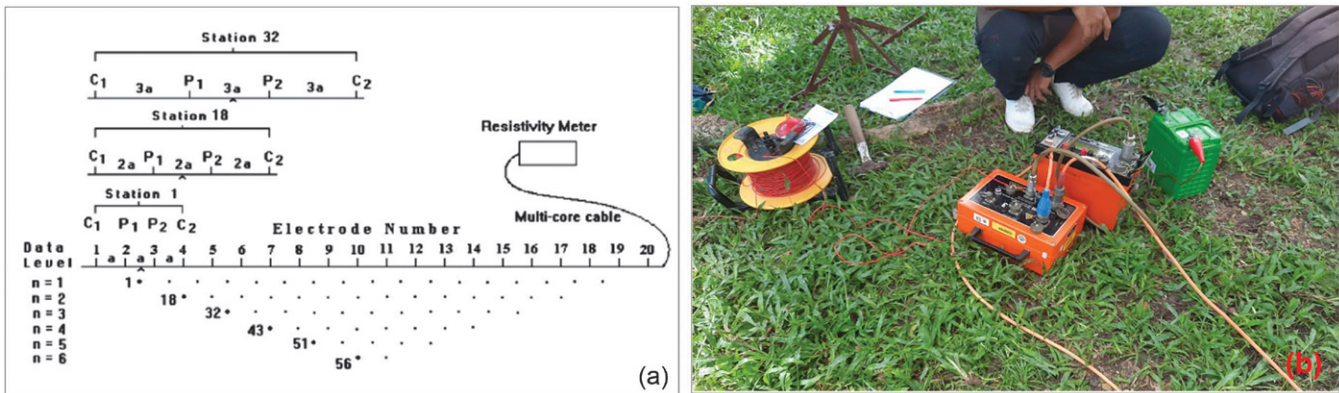 Station 32
C1 3a P1 3a P2 3a C2
Station 18
C1 2a P1 2a P2 2a C2
Resistivity Meter
Station 1
C1 P1 P2 C2
Multi-core cable
Electrode Number
Data Level
1 2 3 4 5 6 7 8 9 10 11 12 13 14 15 16 17 18 19 20
a a a
n = 1 1
n = 2 18
n = 3 32
n = 4 43
n = 5 51
n = 6 56
(a)
(b)